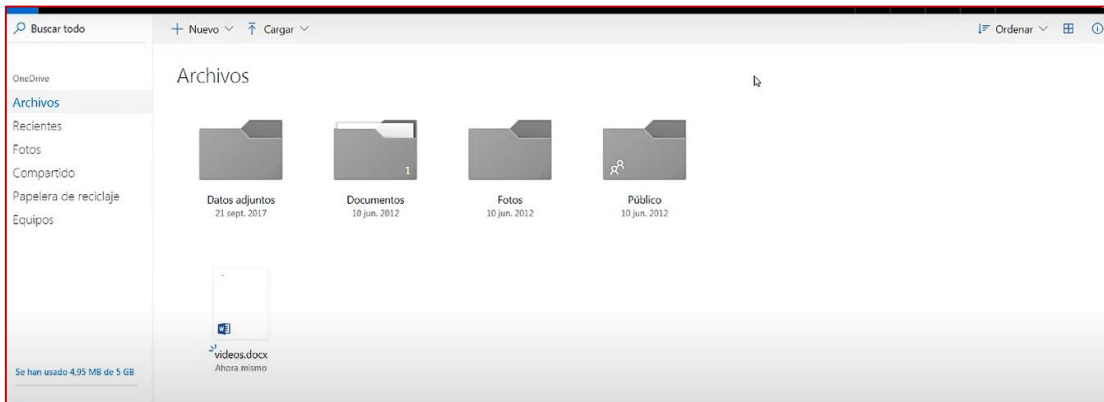 Buscar todo
Nuevo
Cargar
Ordenar
OneDrive
Archivos
Recientes
Fotos
Compartido
Papelera de reciclaje
Equipos
Se han usado 4,95 MB de 5 GB
Archivos
1
Datos adjuntos
21 sept. 2017
Documentos
10 jun. 2012
Fotos
10 jun. 2012
Público
10 jun. 2012
videos.docx
Ahora mismo